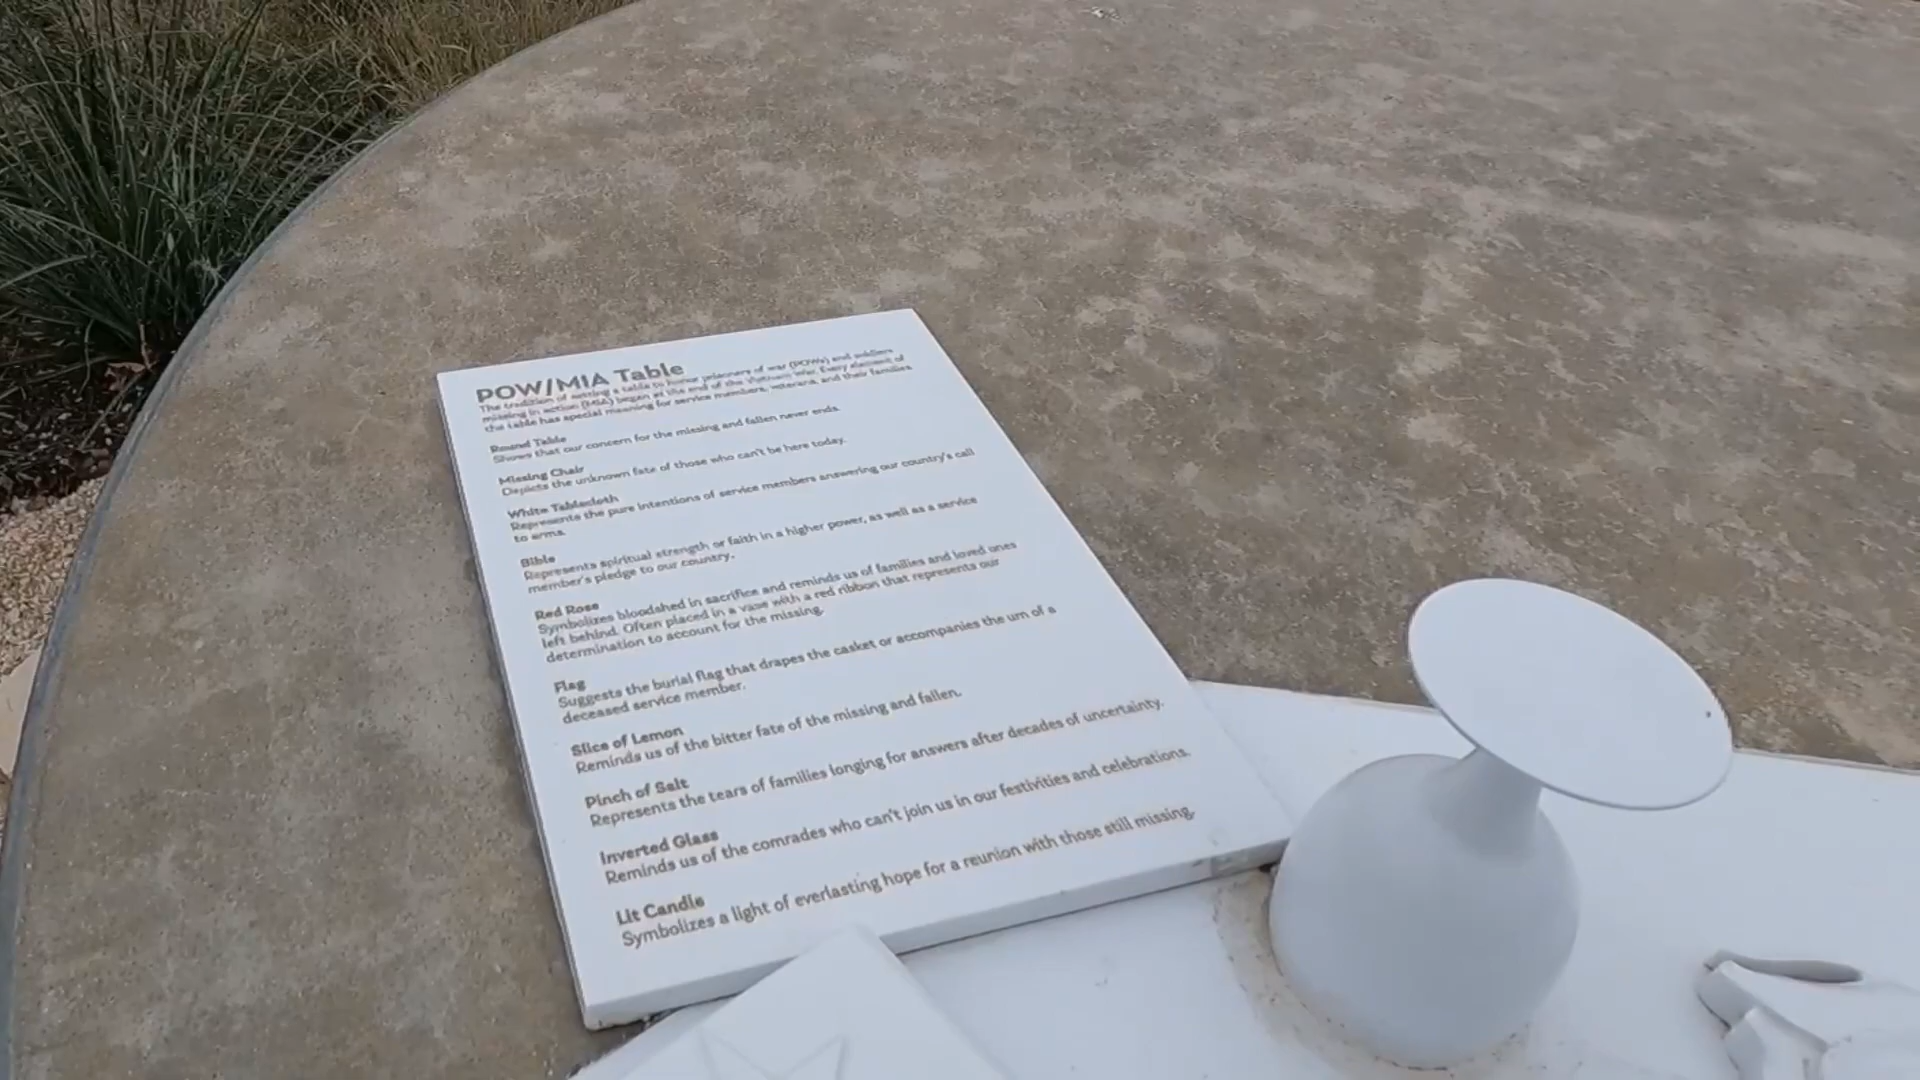 POW/MIA Table
The tradition of setting a table to honor prisoners of war (POWs) and soldiers
missing in action (MIA) began at the end of the Vietnam War. Every element of
the table has special meaning for service members, veterans, and their families.
Round Table
Shows that our concern for the missing and fallen never ends.
Missing Chair
Depicts the unknown fate of those who can't be here today.
White Tablecloth
Represents the pure intentions of service members answering our country's call
to arms.
Bible
Represents spiritual strength or faith in a higher power, as well as a service
member's pledge to our country.
Red Rose
Symbolizes bloodshed in sacrifice and reminds us of families and loved ones
left behind. Often placed in a vase with a red ribbon that represents our
determination to account for the missing.
Flag
Suggests the burial flag that drapes the casket or accompanies the urn of a
deceased service member.
Slice of Lemon
Reminds us of the bitter fate of the missing and fallen.
Pinch of Salt
Represents the tears of families longing for answers after decades of uncertainty.
Inverted Glass
Reminds us of the comrades who can't join us in our festivities and celebrations.
Lit Candle
Symbolizes a light of everlasting hope for a reunion with those still missing.